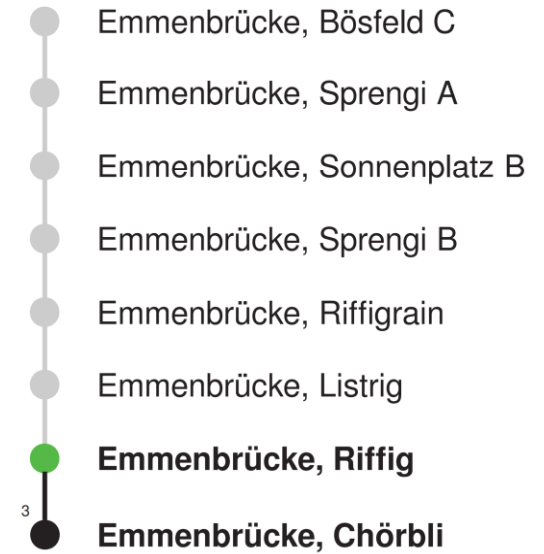 Emmenbrücke, Bösfeld C
Emmenbrücke, Sprengi A
Emmenbrücke, Sonnenplatz B
Emmenbrücke, Sprengi B
Emmenbrücke, Riffigrain
Emmenbrücke, Listrig
Emmenbrücke, Riffig
3 Emmenbrücke, Chörbli